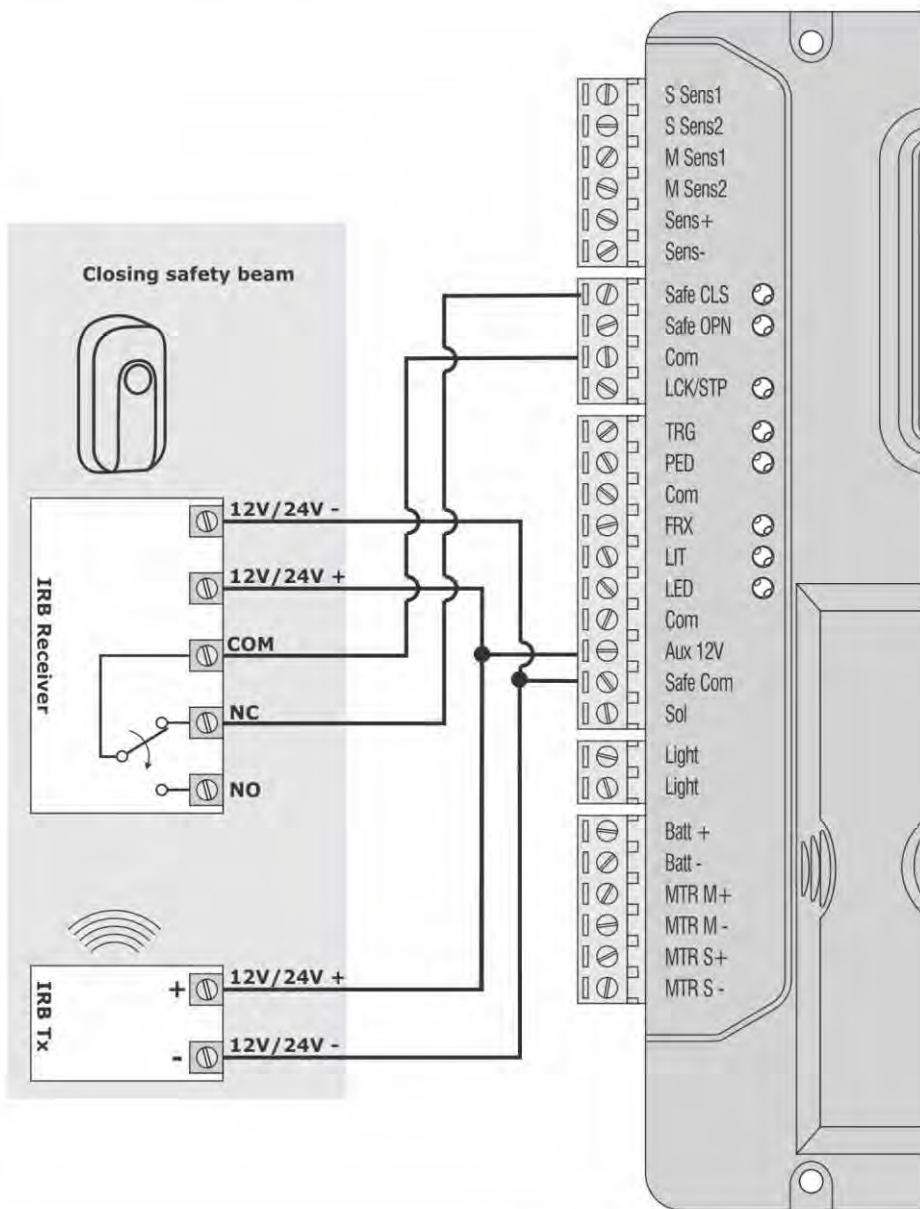 Closing safety beam
IRB Receiver
12V/24V -
12V/24V +
COM
NC
NO
IRB Tx
+ 12V/24V +
- 12V/24V -
S Sens1
S Sens2
M Sens1
M Sens2
Sens+
Sens-
Safe CLS
Safe OPN
Com
LCK/STP
TRG
PED
Com
FRX
LIT
LED
Com
Aux 12V
Safe Com
Sol
Light
Light
Batt +
Batt -
MTR M+
MTR M -
MTR S+
MTR S -